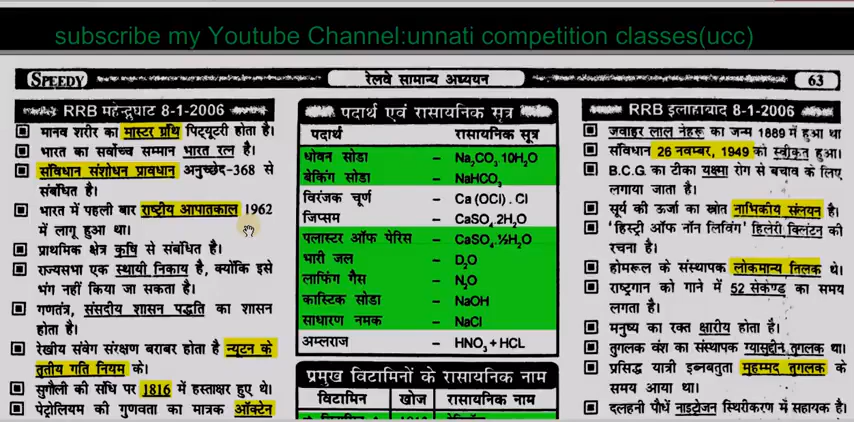 subscribe my Youtube Channel:unnati competition classes(ucc)
SPEEDY
रेलवे सामान्य अध्ययन
63
RRB महेन्द्रघाट 8-1-2006
मानव शरीर का मास्टर ग्रंथि पिट्यूटरी होता है।
भारत का सर्वोच्च सम्मान भारत रत्न है।
संविधान संशोधन प्रावधान अनुच्छेद-368 से
संबंधित है।
भारत में पहली बार राष्ट्रीय आपातकाल 1962
में लागू हुआ था।
प्राथमिक क्षेत्र कृषि से संबंधित है।
राज्यसभा एक स्थायी निकाय है, क्योंकि इसे
भंग नहीं किया जा सकता है।
गणतंत्र, संसदीय शासन पद्धति का शासन
होता है।
रेखीय संवेग संरक्षण बराबर होता है न्यूटन के
तृतीय गति नियम को।
सुगौली की संधि पर 1816 में हस्ताक्षर हुए थे।
पेट्रोलियम की गुणवता का मात्रक ऑक्टेन
पदार्थ एवं रासायनिक सूत्र
पदार्थ रासायनिक सूत्र
धोवन सोडा – Na₂CO₃.10H₂O
बेकिंग सोडा – NaHCO₃
विरंजक चूर्ण – Ca (OCl) . Cl
जिप्सम – CaSO₄.2H₂O
प्लास्टर ऑफ पेरिस – CaSO₄.½H₂O
भारी जल – D₂O
लाफिंग गैस – N₂O
कास्टिक सोडा – NaOH
साधारण नमक – NaCl
अम्लराज – HNO₃+HCL
प्रमुख विटामिनों के रासायनिक नाम
विटामिन खोज रासायनिक नाम
RRB इलाहाबाद 8-1-2006
जवाहर लाल नेहरू का जन्म 1889 में हुआ था
संविधान 26 नवम्बर, 1949 को स्वीकृत हुआ।
B.C.G. का टीका यक्ष्मा रोग से बचाव के लिए
लगाया जाता है।
सूर्य की ऊर्जा का स्रोत नाभिकीय संलयन है।
'हिस्ट्री ऑफ नॉन लिविंग' हिलेरी क्लिंटन की
रचना है।
होमरूल के संस्थापक लोकमान्य तिलक थे।
राष्ट्रगान को गाने में 52 सेकेण्ड का समय
लगता है।
मनुष्य का रक्त क्षारीय होता है।
तुगलक वंश का संस्थापक ग्यासुद्दीन तुगलक था।
प्रसिद्ध यात्री इब्नबतुता मुहम्मद तुगलक के
समय आया था।
दलहनी पौधें नाइट्रोजन स्थिरीकरण में सहायक है।